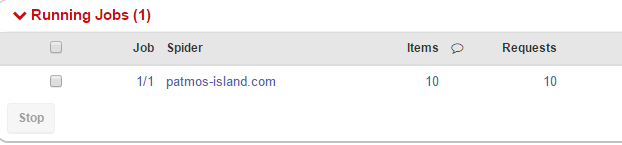 Running Jobs (1)
Job Spider Items Requests
1/1 patmos-island.com 10 10
Stop